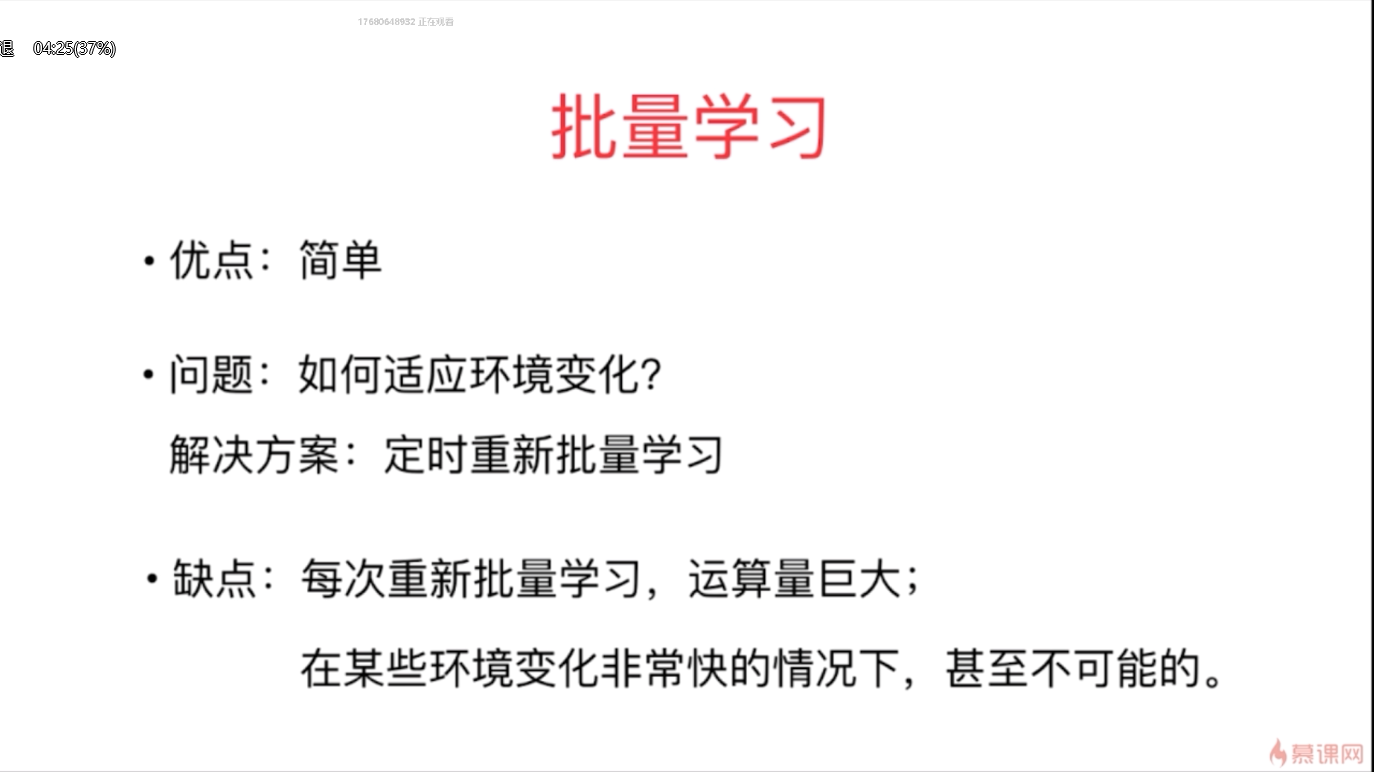 17680648932 正在观看
退 04:25(37%)
批量学习
• 优点：简单
• 问题：如何适应环境变化？
解决方案：定时重新批量学习
• 缺点：每次重新批量学习，运算量巨大；
在某些环境变化非常快的情况下，甚至不可能的。
慕课网